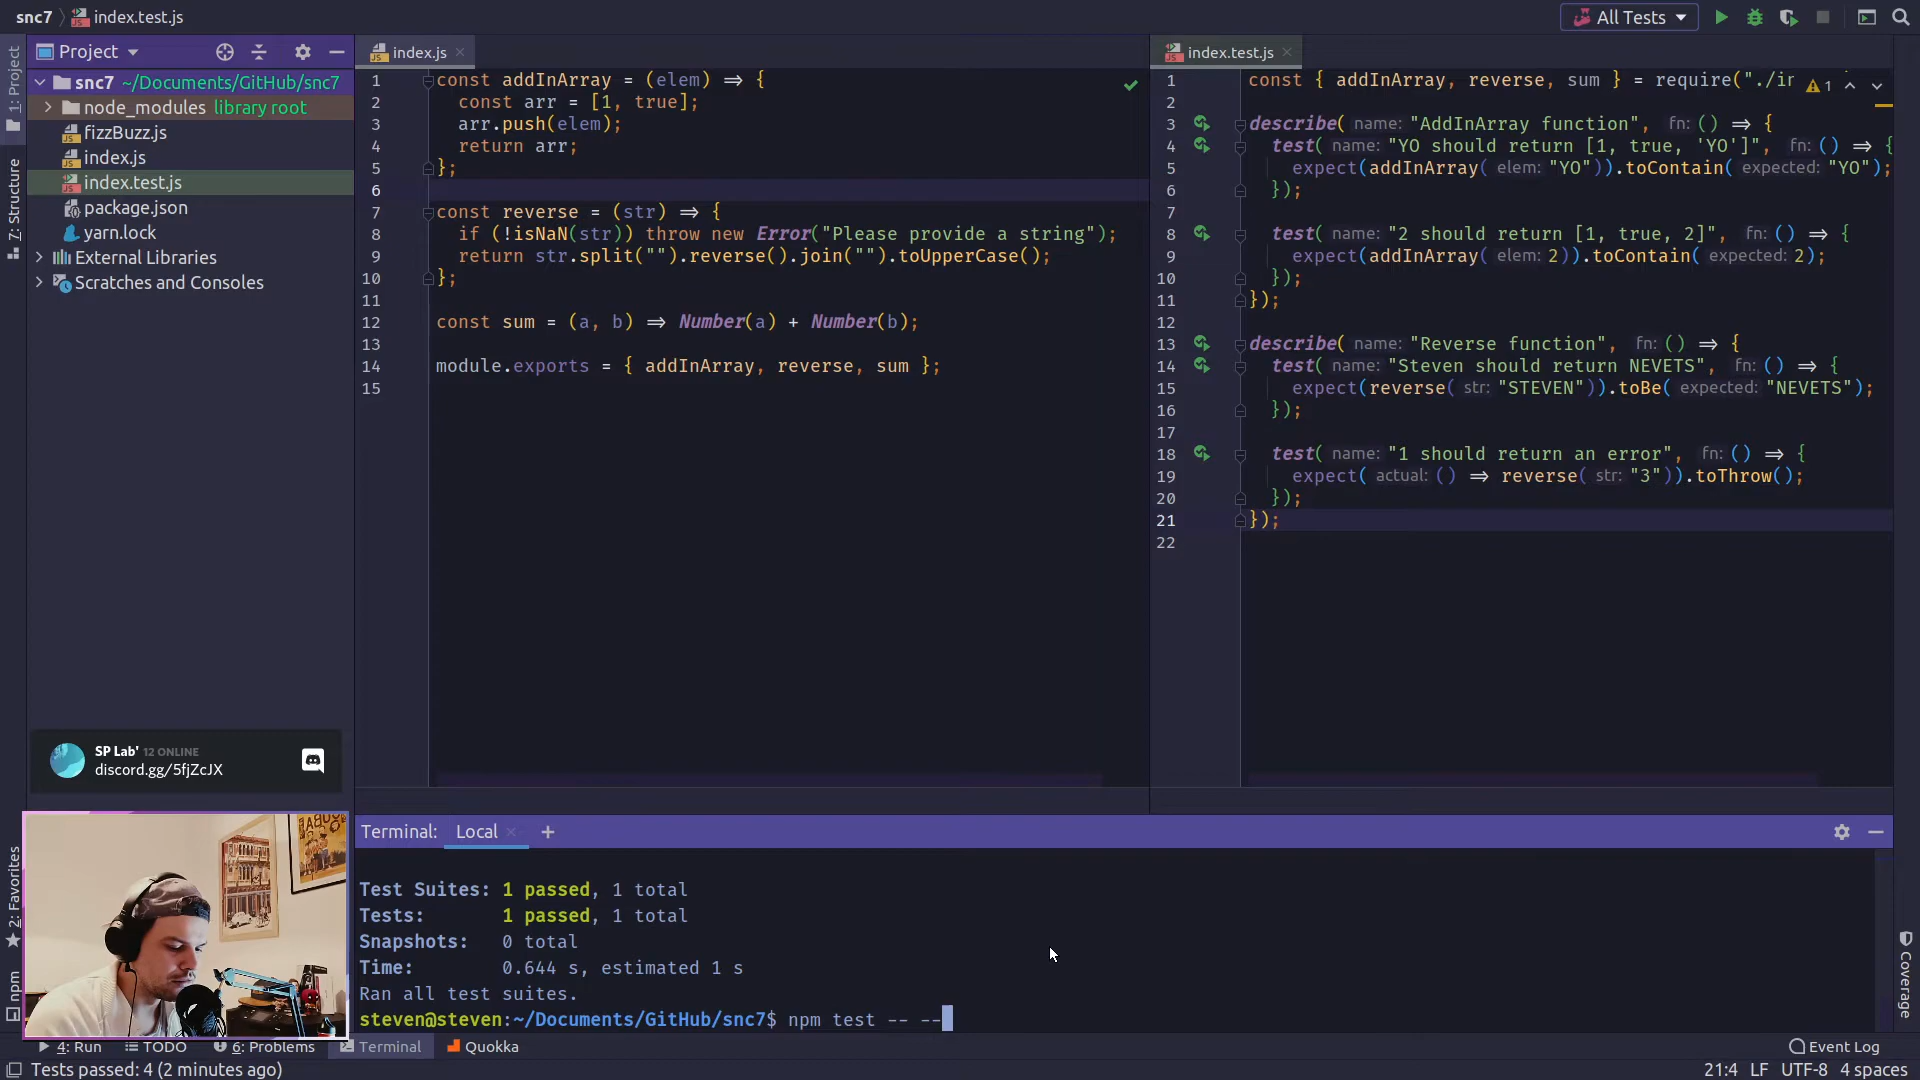 snc7
index.test.js
All Tests
1: Project
7: Structure
2: Favorites
npm
Project
snc7 ~/Documents/GitHub/snc7
node_modules library root
fizzBuzz.js
index.js
index.test.js
package.json
yarn.lock
External Libraries
Scratches and Consoles
index.js
1 const addInArray = (elem) => {
2 const arr = [1, true];
3 arr.push(elem);
4 return arr;
5 };
6
7 const reverse = (str) => {
8 if (!isNaN(str)) throw new Error("Please provide a string");
9 return str.split("").reverse().join("").toUpperCase();
10 };
11
12 const sum = (a, b) => Number(a) + Number(b);
13
14 module.exports = { addInArray, reverse, sum };
15
index.test.js
1 const { addInArray, reverse, sum } = require("./in
1
2
3 describe( name: "AddInArray function", fn: () => {
4 test( name: "YO should return [1, true, 'YO']", fn: () => {
5 expect(addInArray( elem: "YO")).toContain( expected: "YO");
6 });
7
8 test( name: "2 should return [1, true, 2]", fn: () => {
9 expect(addInArray( elem: 2)).toContain( expected: 2);
10 });
11 });
12
13 describe( name: "Reverse function", fn: () => {
14 test( name: "Steven should return NEVETS", fn: () => {
15 expect(reverse( str: "STEVEN")).toBe( expected: "NEVETS");
16 });
17
18 test( name: "1 should return an error", fn: () => {
19 expect( actual: () => reverse( str: "3")).toThrow();
20 });
21 });
22
SP Lab' 12 ONLINE
discord.gg/5fjZcJX
Terminal: Local +
Test Suites: 1 passed, 1 total
Tests: 1 passed, 1 total
Snapshots: 0 total
Time: 0.644 s, estimated 1 s
Ran all test suites.
steven@steven:~/Documents/GitHub/snc7$ npm test -- --
Coverage
4: Run
TODO
6: Problems
Terminal
Quokka
Event Log
Tests passed: 4 (2 minutes ago)
21:4 LF UTF-8 4 spaces